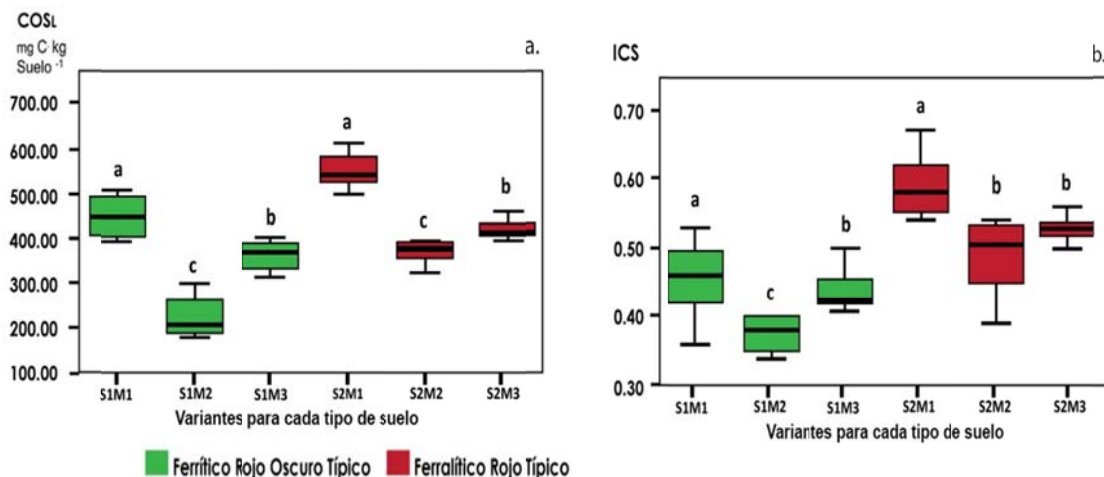 COSL
mg C kg
Suelo -1
a.
700.00
600.00
500.00
400.00
300.00
200.00
100.00
a
c
b
a
c
b
S1M1 S1M2 S1M3 S2M1 S2M2 S2M3
Variantes para cada tipo de suelo
ICS
b.
0.70
0.60
0.50
0.40
0.30
a
c
b
a
b
b
S1M1 S1M2 S1M3 S2M1 S2M2 S2M3
Variantes para cada tipo de suelo
Ferrítico Rojo Oscuro Típico Ferralítico Rojo Típico